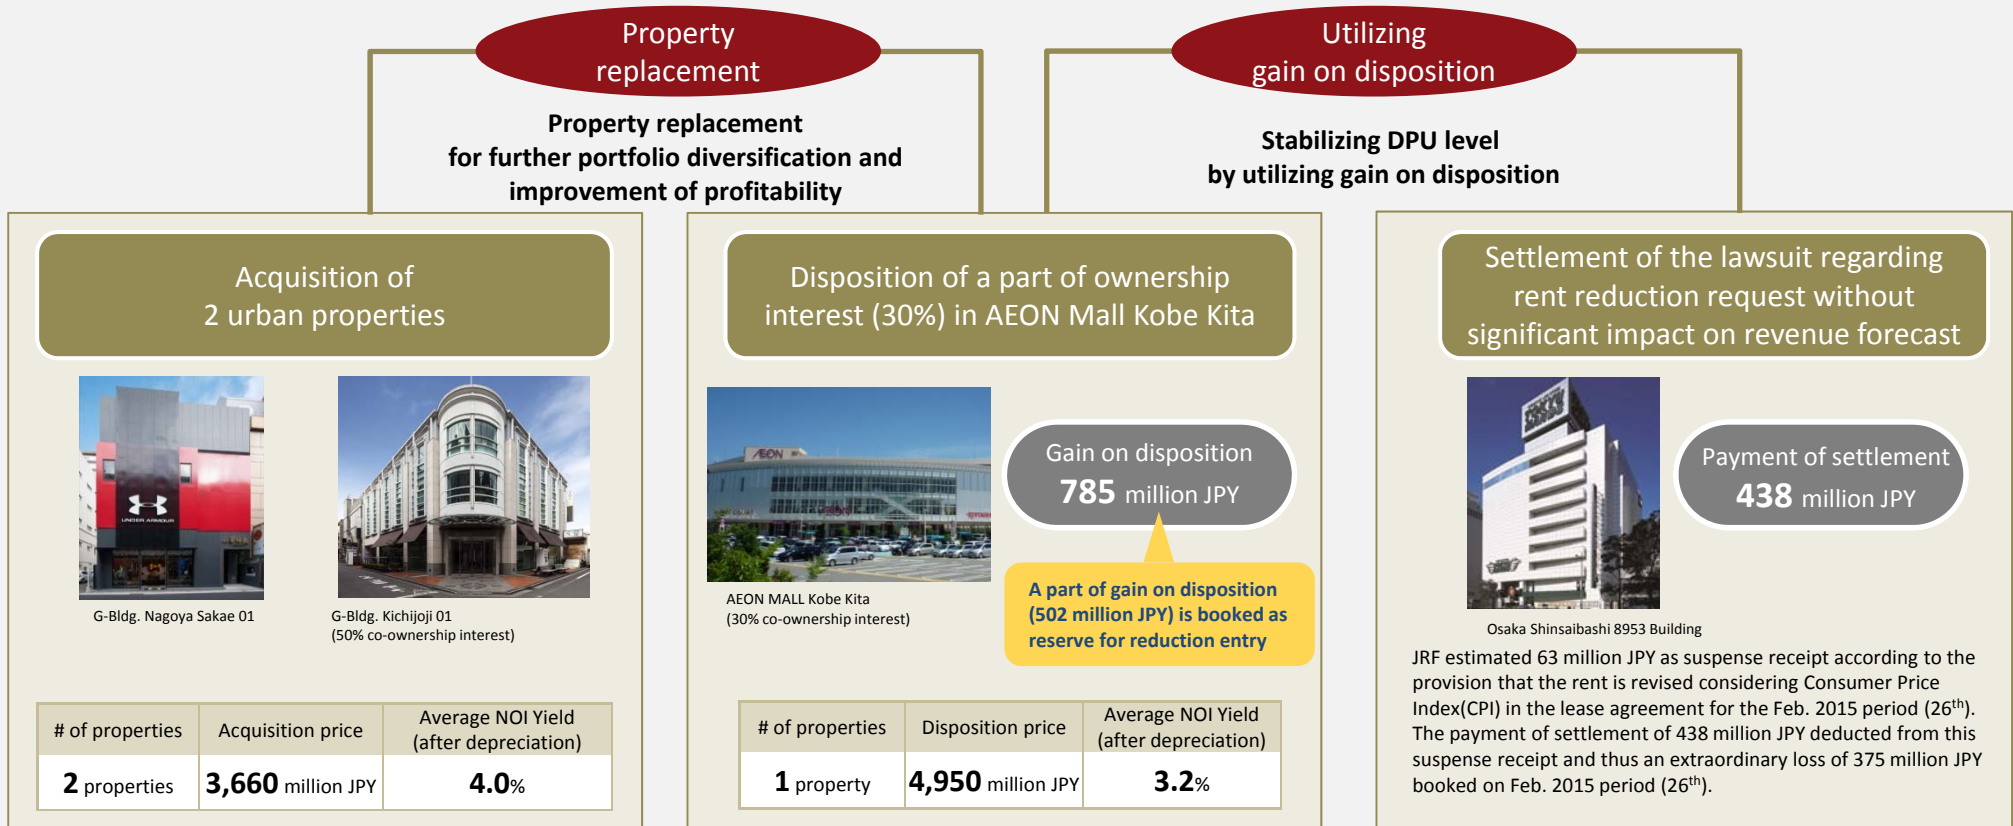 Property
replacement
Property replacement
for further portfolio diversification and
improvement of profitability
Utilizing
gain on disposition
Stabilizing DPU level
by utilizing gain on disposition
Acquisition of
2 urban properties
UNDER ARMOUR
G-Bldg. Nagoya Sakae 01
G-Bldg. Kichijoji 01
(50% co-ownership interest)
# of properties Acquisition price Average NOI Yield
(after depreciation)
2 properties 3,660 million JPY 4.0%
Disposition of a part of ownership
interest (30%) in AEON Mall Kobe Kita
ÆON
AEON MALL Kobe Kita
(30% co-ownership interest)
Gain on disposition
785 million JPY
A part of gain on disposition
(502 million JPY) is booked as
reserve for reduction entry
# of properties Disposition price Average NOI Yield
(after depreciation)
1 property 4,950 million JPY 3.2%
Settlement of the lawsuit regarding
rent reduction request without
significant impact on revenue forecast
TOKYU
HANDS
Payment of settlement
438 million JPY
Osaka Shinsaibashi 8953 Building
JRF estimated 63 million JPY as suspense receipt according to the
provision that the rent is revised considering Consumer Price
Index(CPI) in the lease agreement for the Feb. 2015 period (26th).
The payment of settlement of 438 million JPY deducted from this
suspense receipt and thus an extraordinary loss of 375 million JPY
booked on Feb. 2015 period (26th).